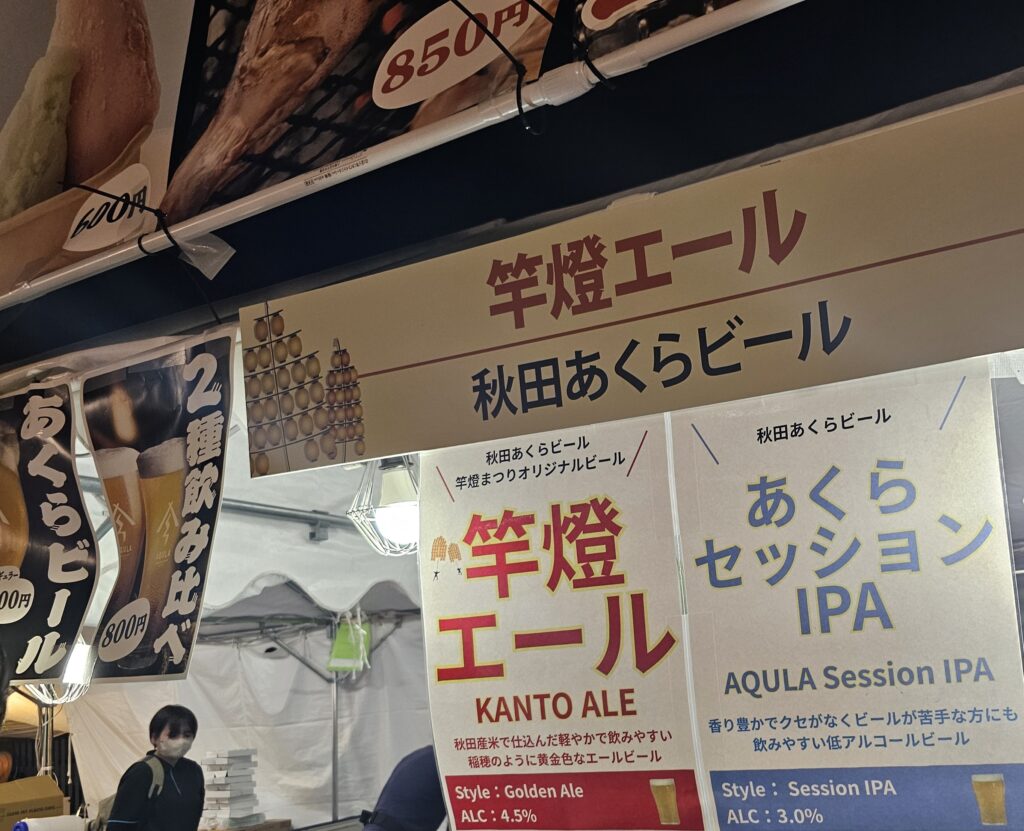 850円
600円
竿燈エール
秋田あくらビール
あくらビール
00円
2種飲み比べ
800円
秋田あくらビール
竿燈まつりオリジナルビール
竿燈
エール
KANTO ALE
秋田産米で仕込んだ軽やかで飲みやすい
稲穂のように黄金色なエールビール
Style：Golden Ale
ALC：4.5%
秋田あくらビール
あくら
セッション
IPA
AQULA Session IPA
香り豊かでクセがなくビールが苦手な方にも
飲みやすい低アルコールビール
Style： Session IPA
ALC：3.0%